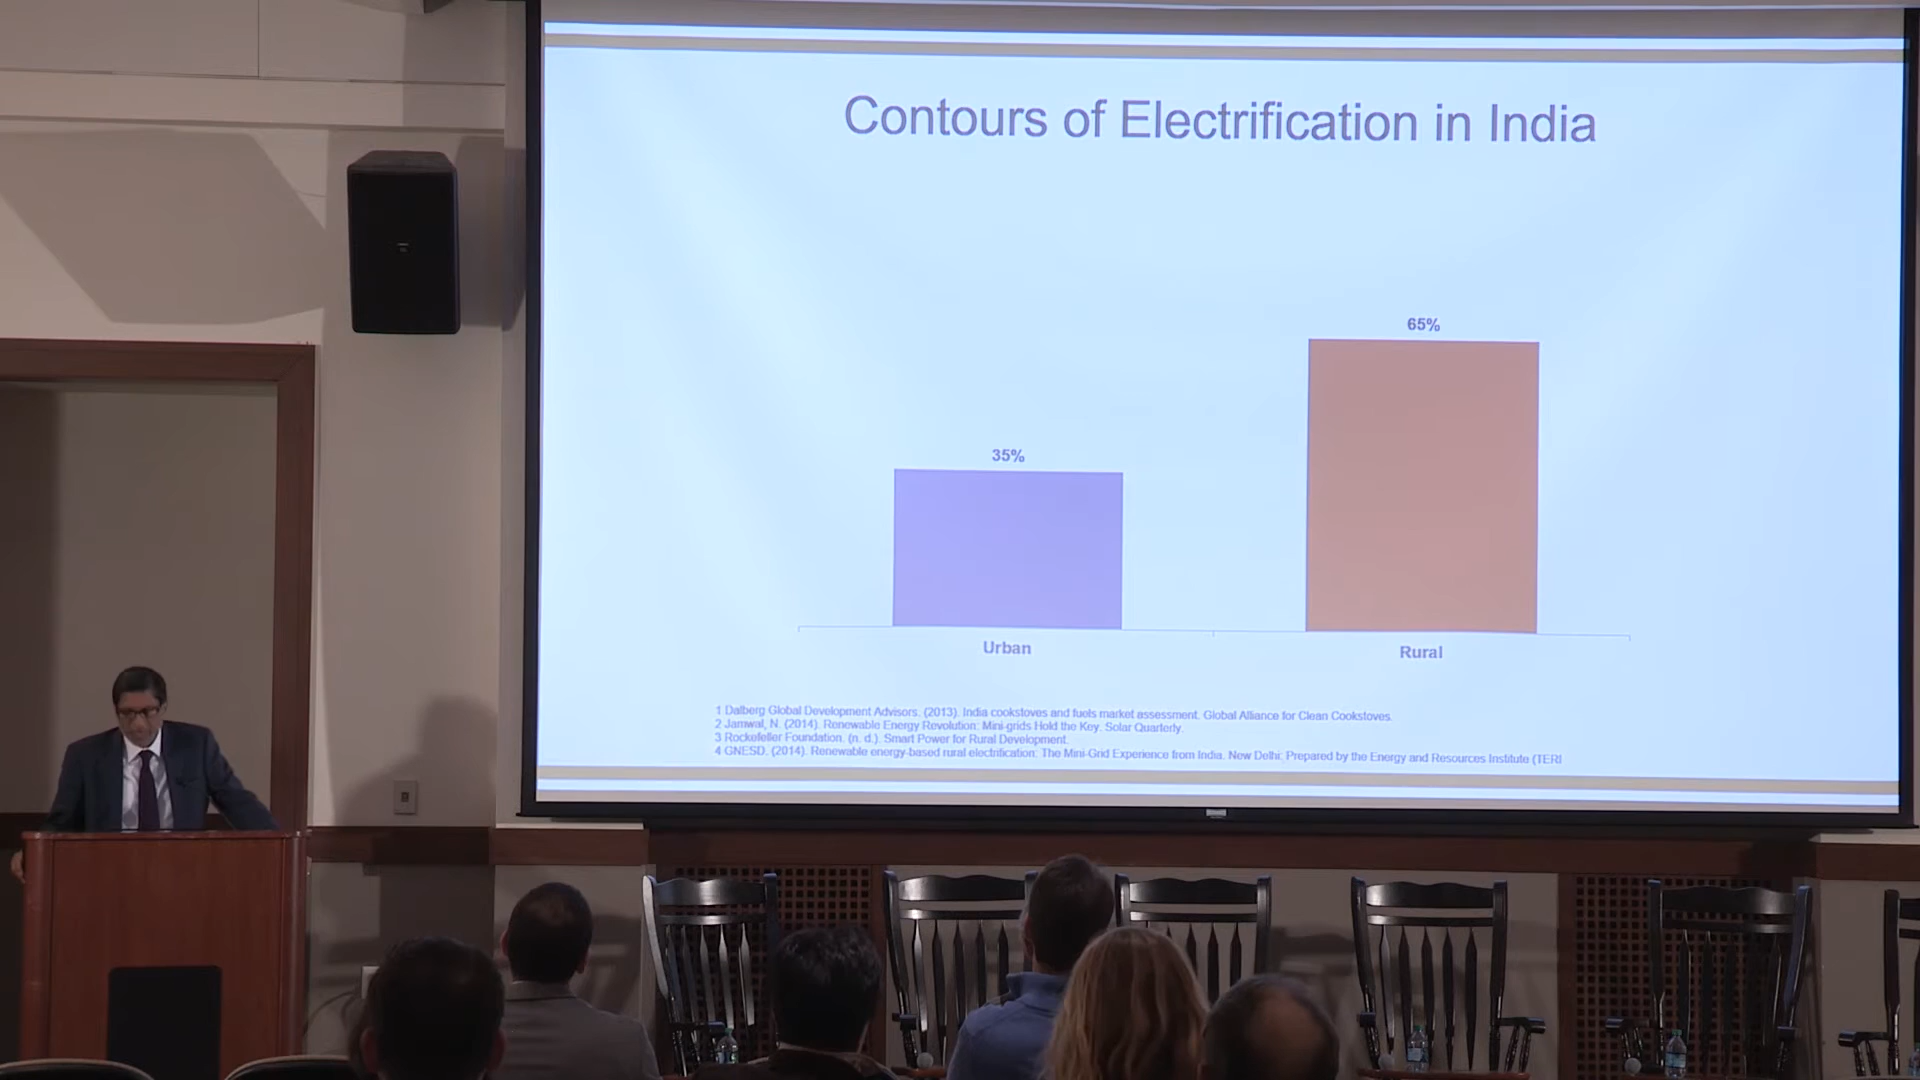 Contours of Electrification in India
65%
35%
Urban
Rural
1 Dalberg Global Development Advisors. (2013). India cookstoves and fuels market assessment. Global Alliance for Clean Cookstoves.
2 Jamwal, N. (2014). Renewable Energy Revolution: Mini-grids Hold the Key. Solar Quarterly.
3 Rockefeller Foundation. (n. d.). Smart Power for Rural Development.
4 GNESD. (2014). Renewable energy-based rural electrification: The Mini-Grid Experience from India. New Delhi: Prepared by the Energy and Resources Institute (TERI